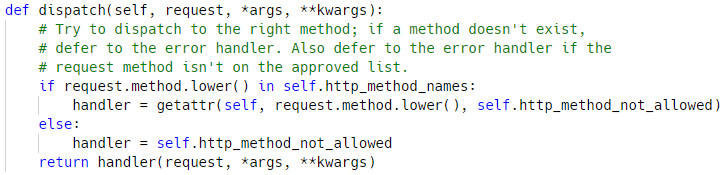 def dispatch(self, request, *args, **kwargs):
    # Try to dispatch to the right method; if a method doesn't exist,
    # defer to the error handler. Also defer to the error handler if the
    # request method isn't on the approved list.
    if request.method.lower() in self.http_method_names:
        handler = getattr(self, request.method.lower(), self.http_method_not_allowed)
    else:
        handler = self.http_method_not_allowed
    return handler(request, *args, **kwargs)